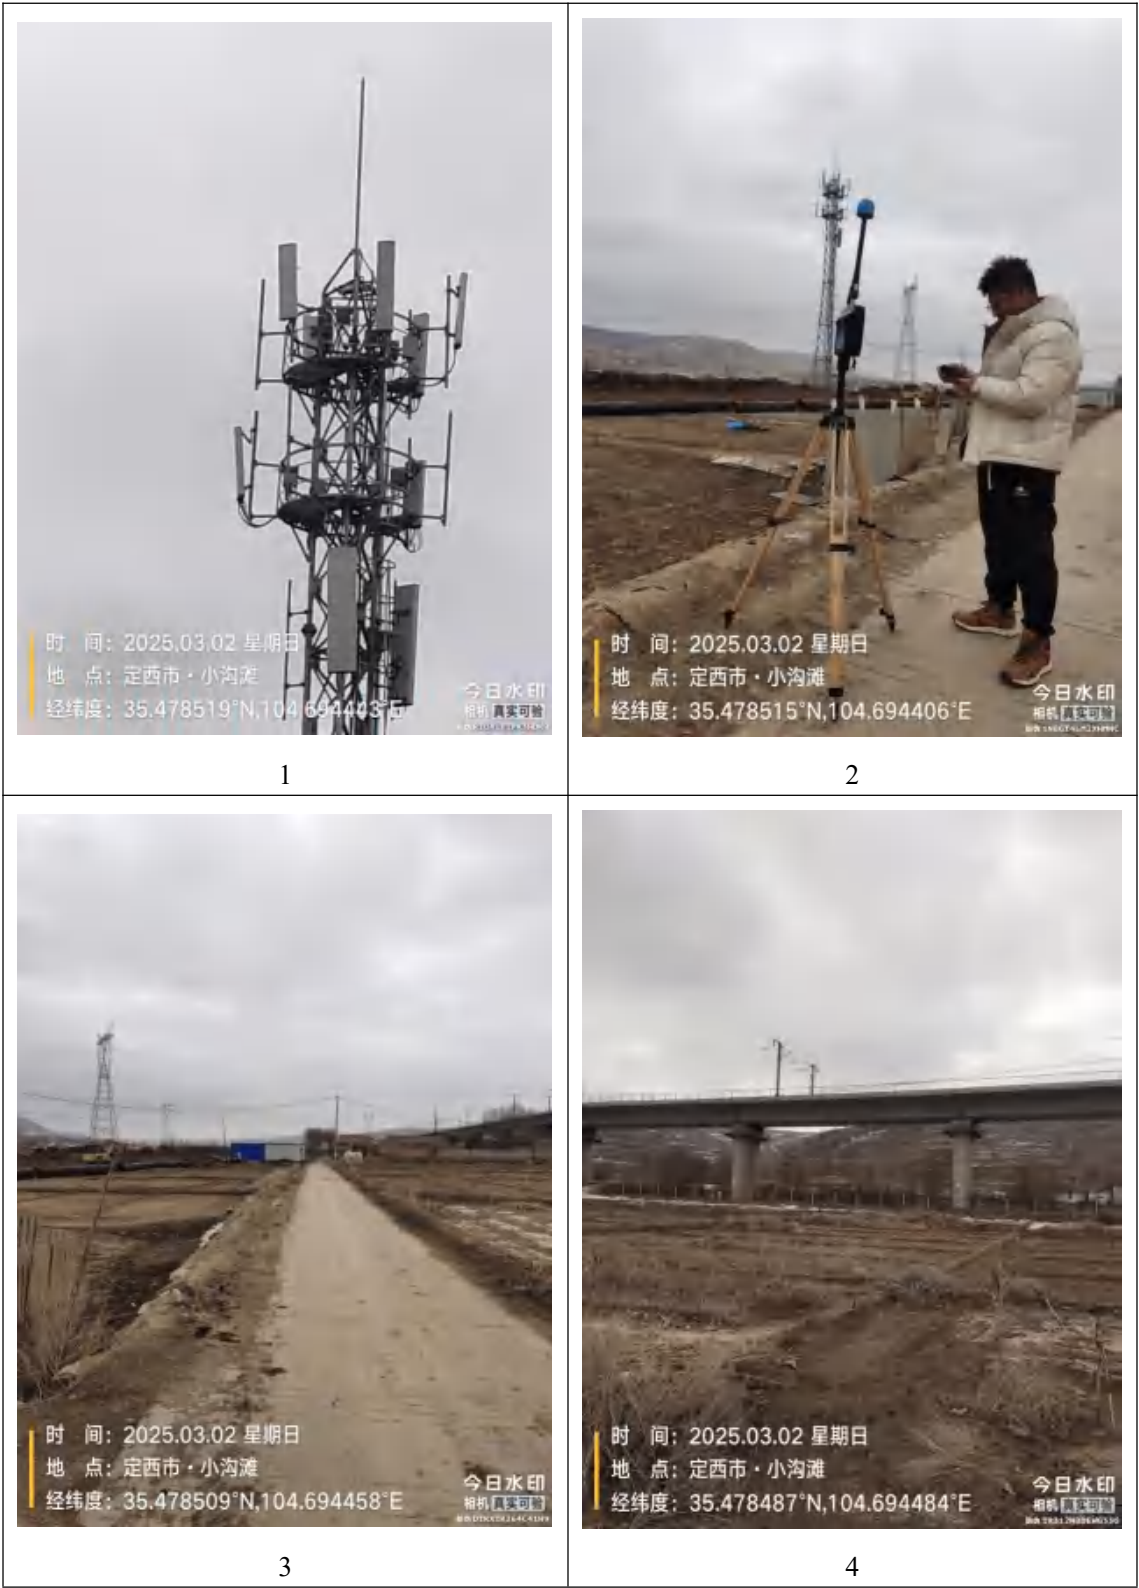 时 间：2025.03.02 星期日
地 点：定西市·小沟滩
经纬度：35.478519°N,104.694443°E
今日水印
相机 真实可验
1
时 间：2025.03.02 星期日
地 点：定西市·小沟滩
经纬度：35.478515°N,104.694406°E
今日水印
相机 真实可验
2
时 间：2025.03.02 星期日
地 点：定西市·小沟滩
经纬度：35.478509°N,104.694458°E
今日水印
相机 真实可验
3
时 间：2025.03.02 星期日
地 点：定西市·小沟滩
经纬度：35.478487°N,104.694484°E
今日水印
相机 真实可验
4